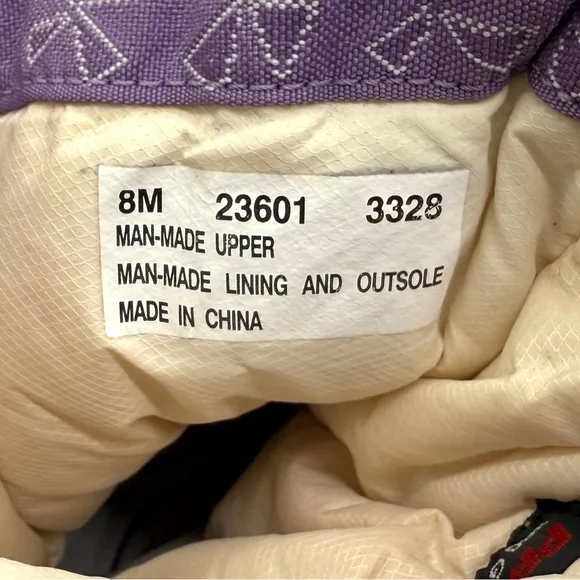 8M 23601 3328
MAN-MADE UPPER
MAN-MADE LINING AND OUTSOLE
MADE IN CHINA